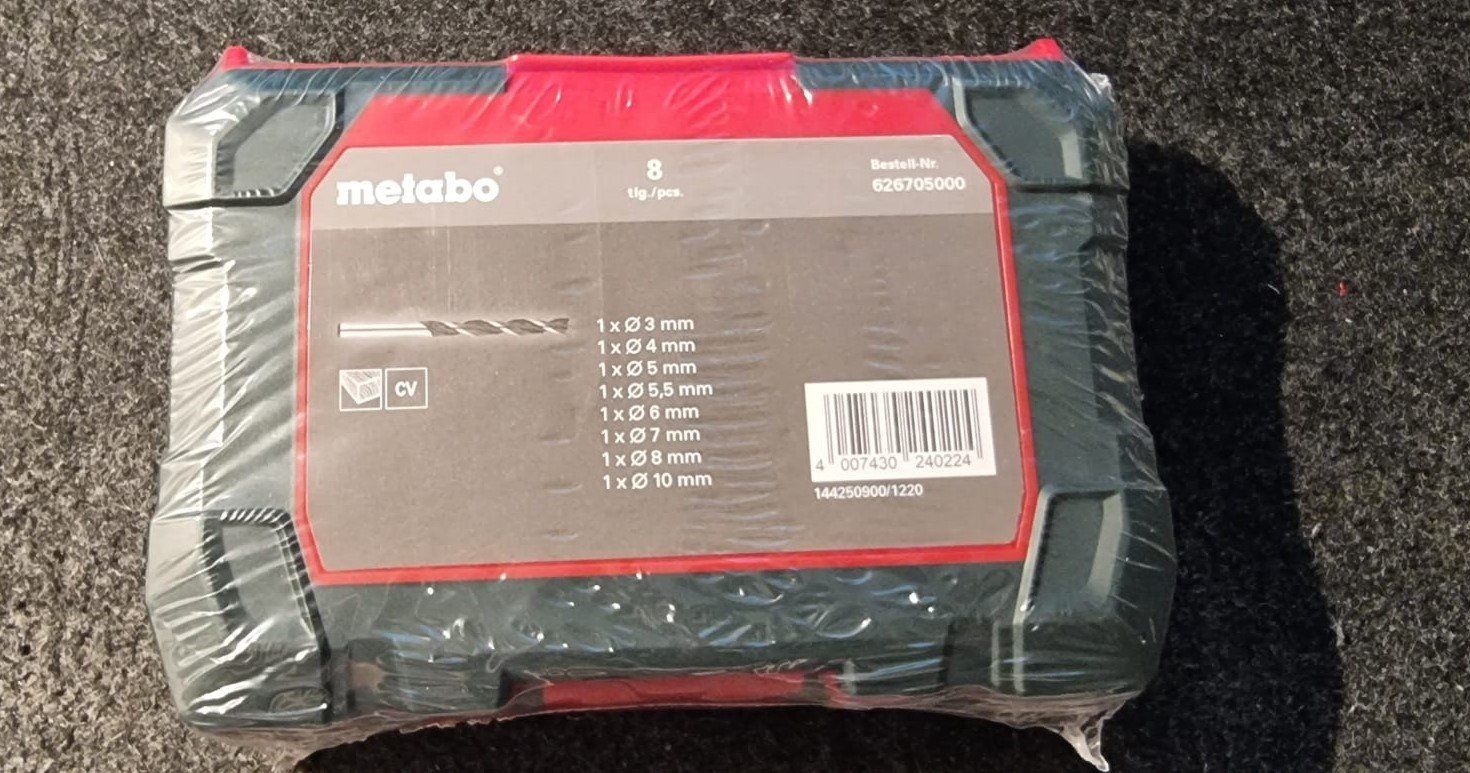 metabo®
8
tlg./pcs.
Bestell-Nr.
626705000
1 x Ø 3 mm
1 x Ø 4 mm
1 x Ø 5 mm
1 x Ø 5,5 mm
1 x Ø 6 mm
1 x Ø 7 mm
1 x Ø 8 mm
1 x Ø 10 mm
CV
4 007430 240224
144250900/1220